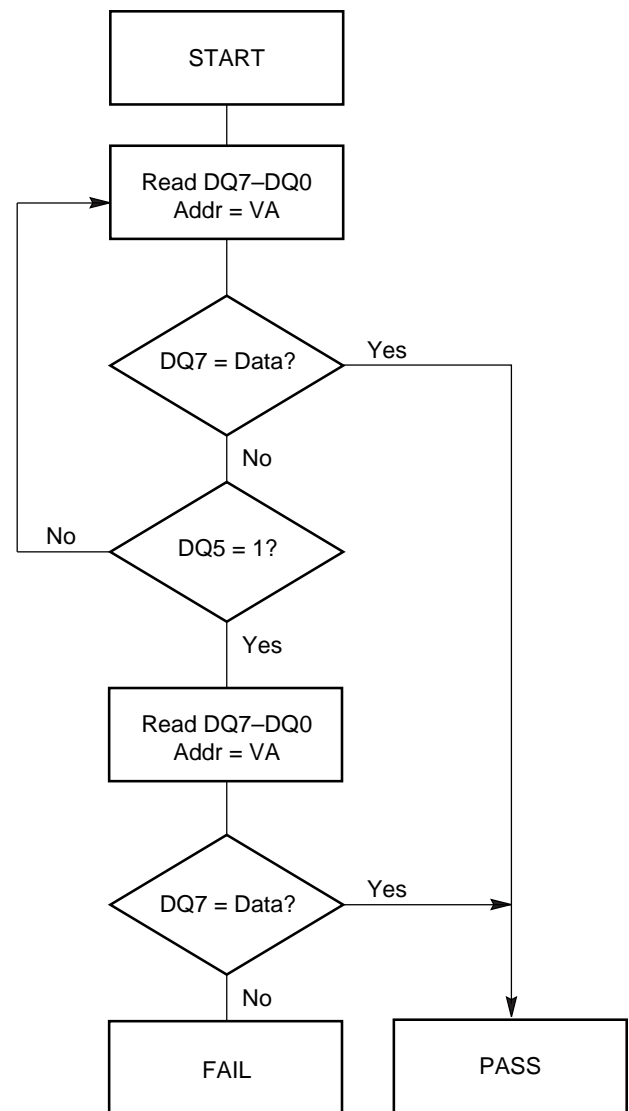 START
Read DQ7–DQ0
Addr = VA
DQ7 = Data?
Yes
No
No
DQ5 = 1?
Yes
Read DQ7–DQ0
Addr = VA
DQ7 = Data?
Yes
No
FAIL
PASS